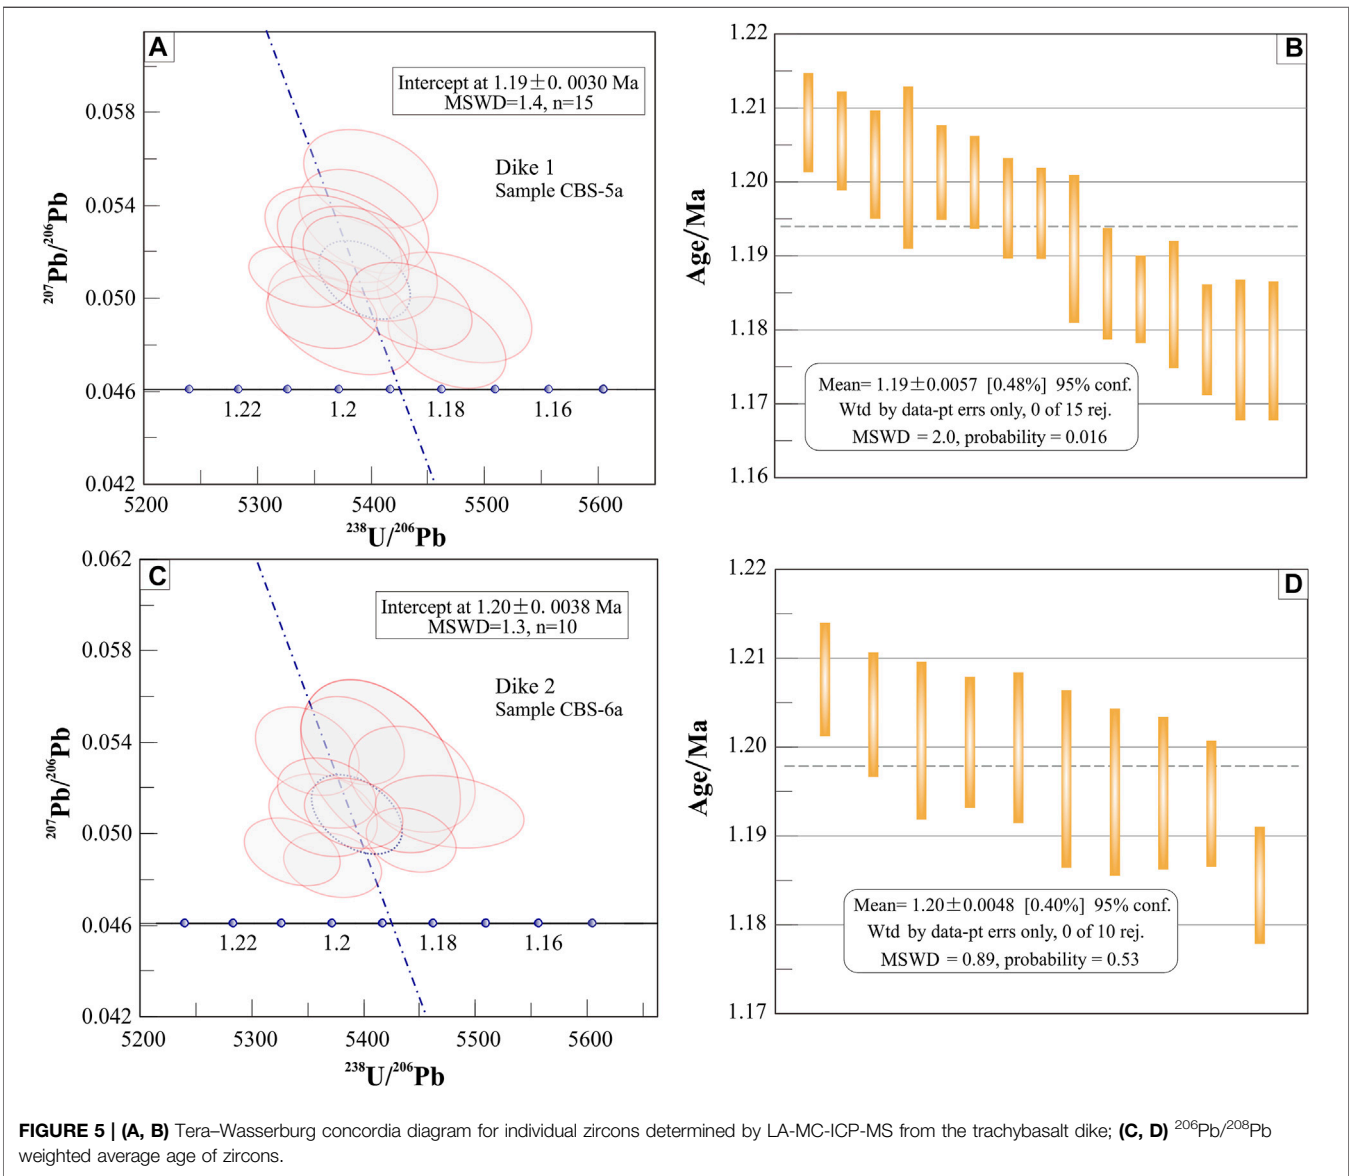 A
Intercept at 1.19±0. 0030 Ma
MSWD=1.4, n=15
Dike 1
Sample CBS-5a
0.058
0.054
0.050
0.046
0.042
²⁰⁷Pb/²⁰⁶Pb
1.22 1.2 1.18 1.16
5200 5300 5400 5500 5600
²³⁸U/²⁰⁶Pb
B
1.22
1.21
1.20
1.19
1.18
1.17
1.16
Age/Ma
Mean= 1.19±0.0057 [0.48%] 95% conf.
Wtd by data-pt errs only, 0 of 15 rej.
MSWD = 2.0, probability = 0.016
C
Intercept at 1.20±0. 0038 Ma
MSWD=1.3, n=10
Dike 2
Sample CBS-6a
0.062
0.058
0.054
0.050
0.046
0.042
²⁰⁷Pb/²⁰⁶Pb
1.22 1.2 1.18 1.16
5200 5300 5400 5500 5600
²³⁸U/²⁰⁶Pb
D
1.22
1.21
1.20
1.19
1.18
1.17
Age/Ma
Mean= 1.20±0.0048 [0.40%] 95% conf.
Wtd by data-pt errs only, 0 of 10 rej.
MSWD = 0.89, probability = 0.53
FIGURE 5 | (A, B) Tera–Wasserburg concordia diagram for individual zircons determined by LA-MC-ICP-MS from the trachybasalt dike; (C, D) ²⁰⁶Pb/²⁰⁸Pb
weighted average age of zircons.